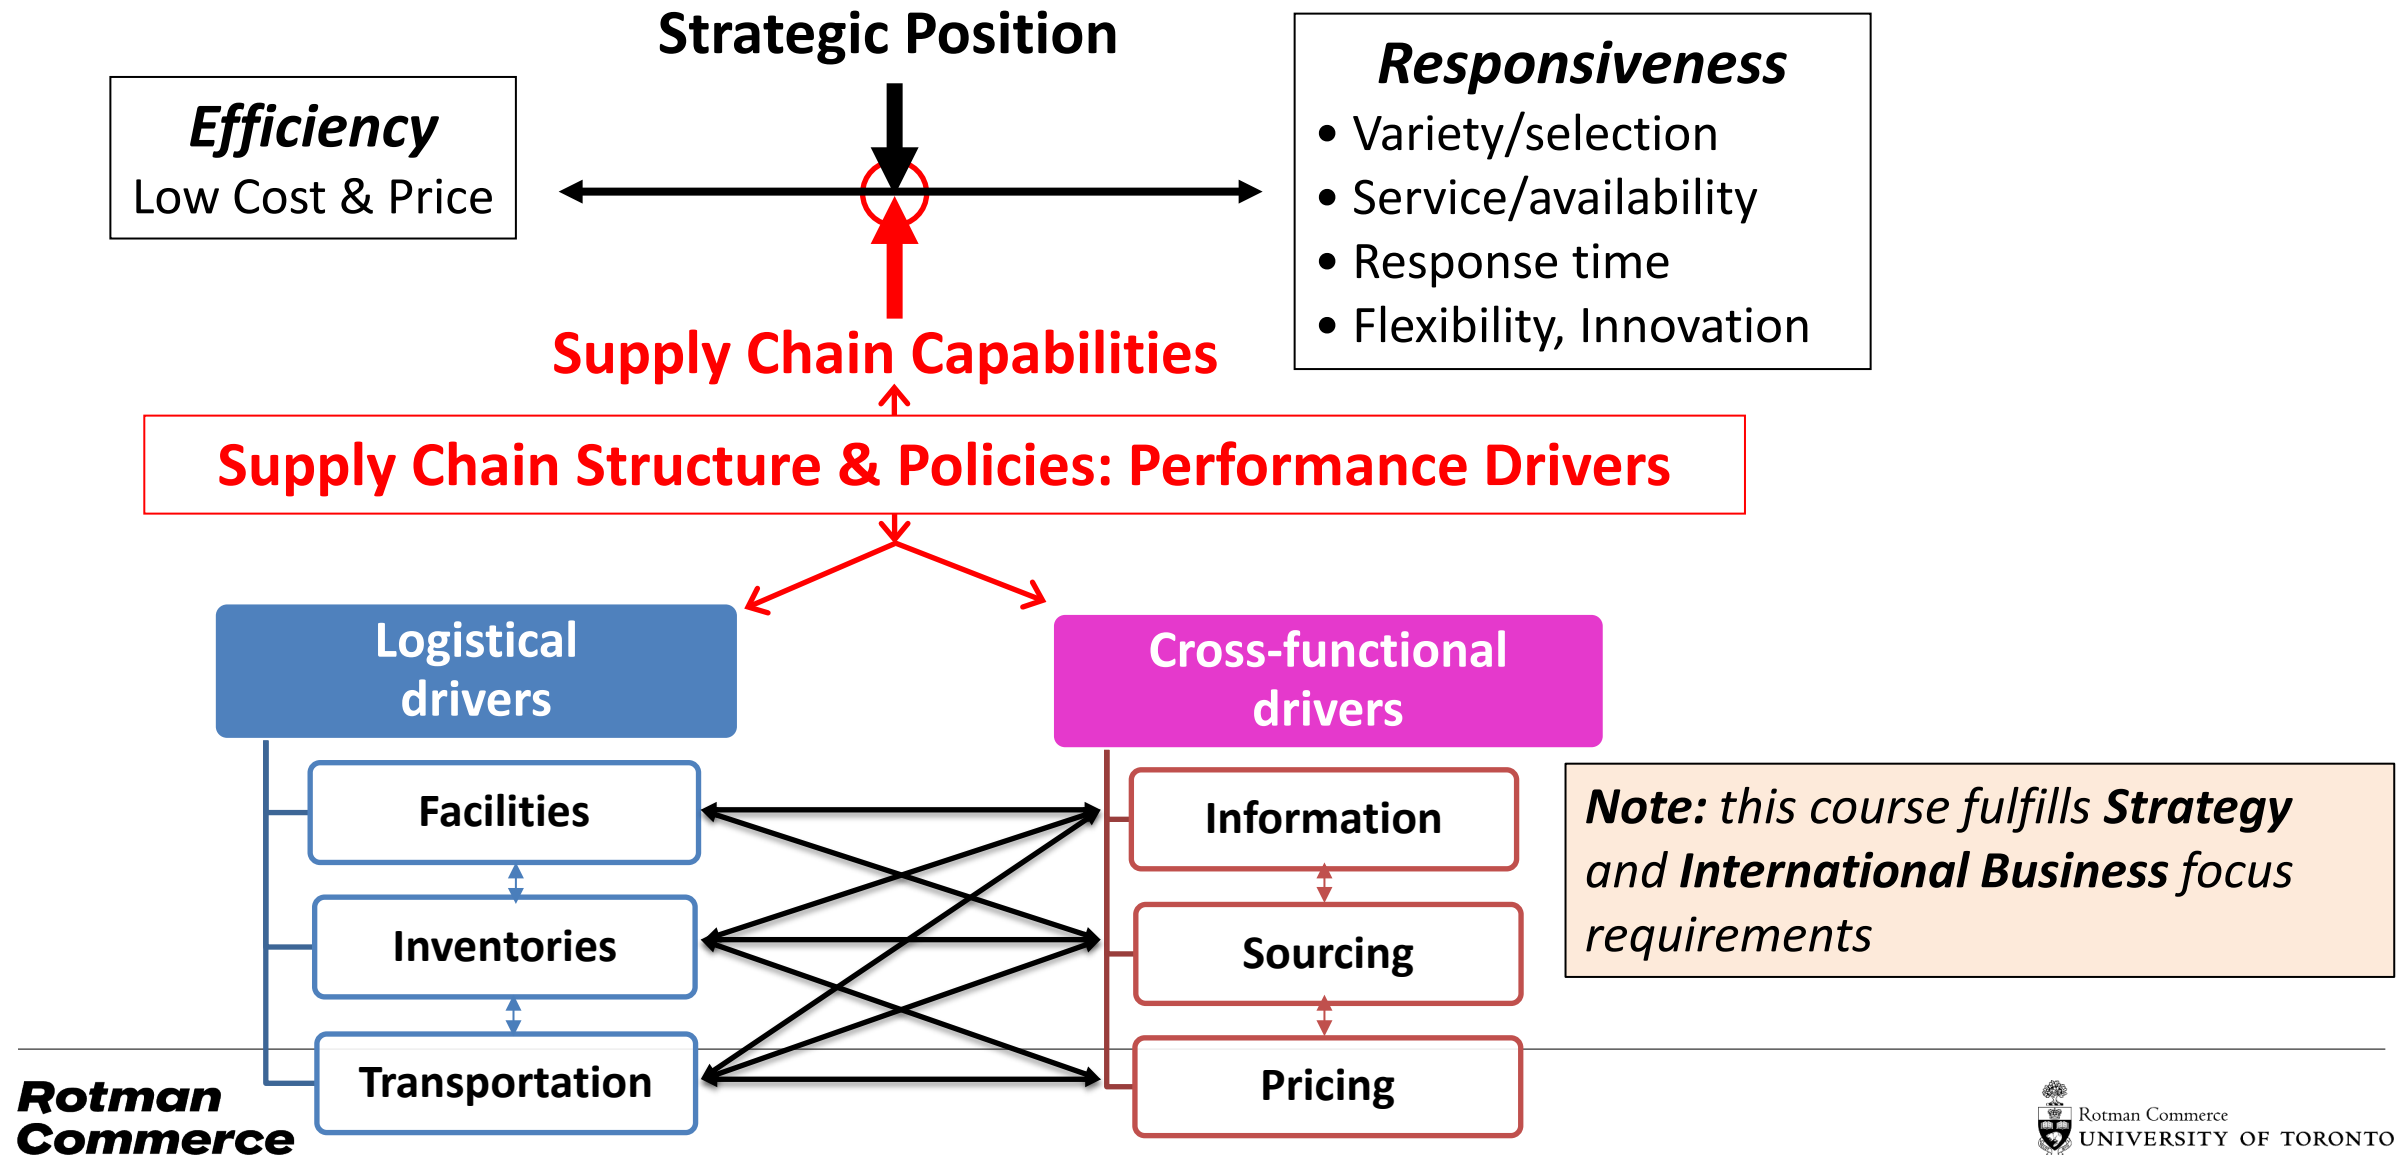 Strategic Position
Efficiency
Low Cost & Price
Responsiveness
• Variety/selection
• Service/availability
• Response time
• Flexibility, Innovation
Supply Chain Capabilities
Supply Chain Structure & Policies: Performance Drivers
Logistical
drivers
Facilities
Inventories
Transportation
Cross-functional
drivers
Information
Sourcing
Pricing
Note: this course fulfills Strategy
and International Business focus
requirements
Rotman
Commerce
Rotman Commerce
UNIVERSITY OF TORONTO